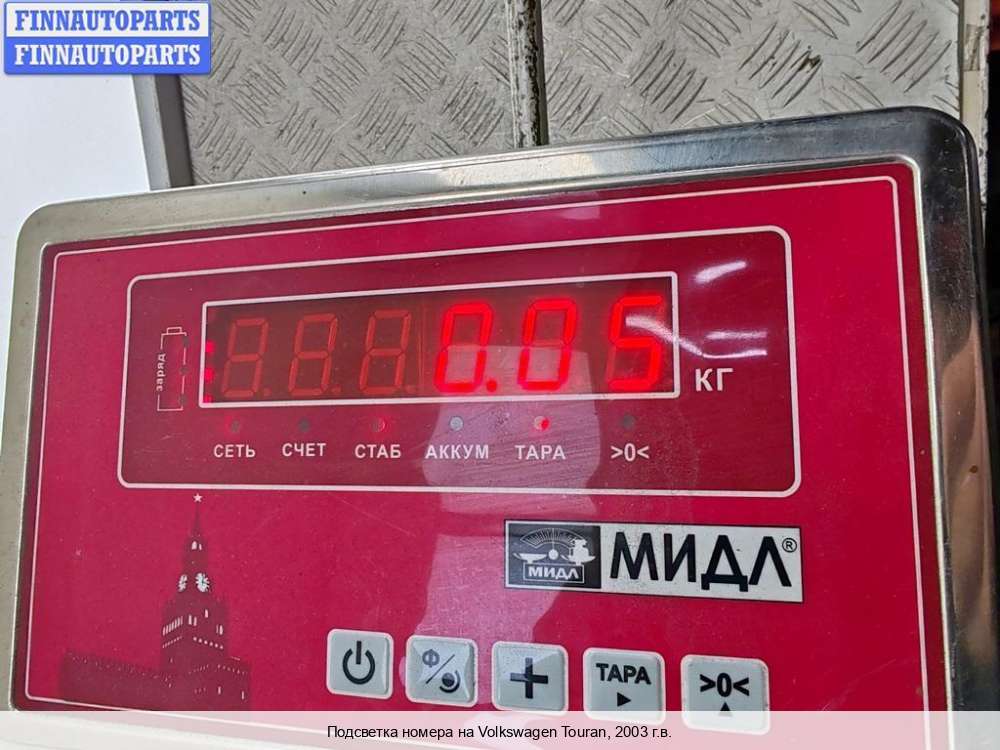 FINNAUTOPARTS
FINNAUTOPARTS
заряд
0.05
КГ
СЕТЬ СЧЕТ СТАБ АККУМ ТАРА >0<
МИДЛ
МИДЛ®
Ф
ТАРА
>0<
Подсветка номера на Volkswagen Touran, 2003 г.в.